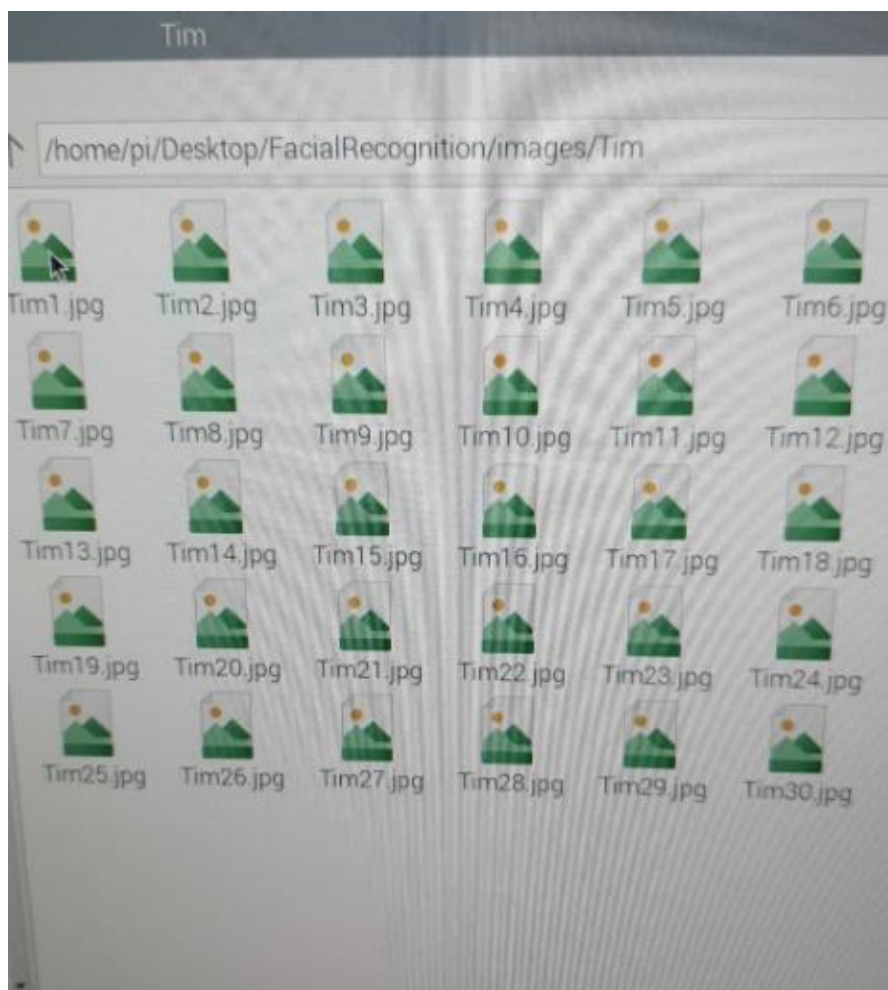 Tim
/home/pi/Desktop/FacialRecognition/images/Tim
Tim1.jpg Tim2.jpg Tim3.jpg Tim4.jpg Tim5.jpg Tim6.jpg
Tim7.jpg Tim8.jpg Tim9.jpg Tim10.jpg Tim11.jpg Tim12.jpg
Tim13.jpg Tim14.jpg Tim15.jpg Tim16.jpg Tim17.jpg Tim18.jpg
Tim19.jpg Tim20.jpg Tim21.jpg Tim22.jpg Tim23.jpg Tim24.jpg
Tim25.jpg Tim26.jpg Tim27.jpg Tim28.jpg Tim29.jpg Tim30.jpg